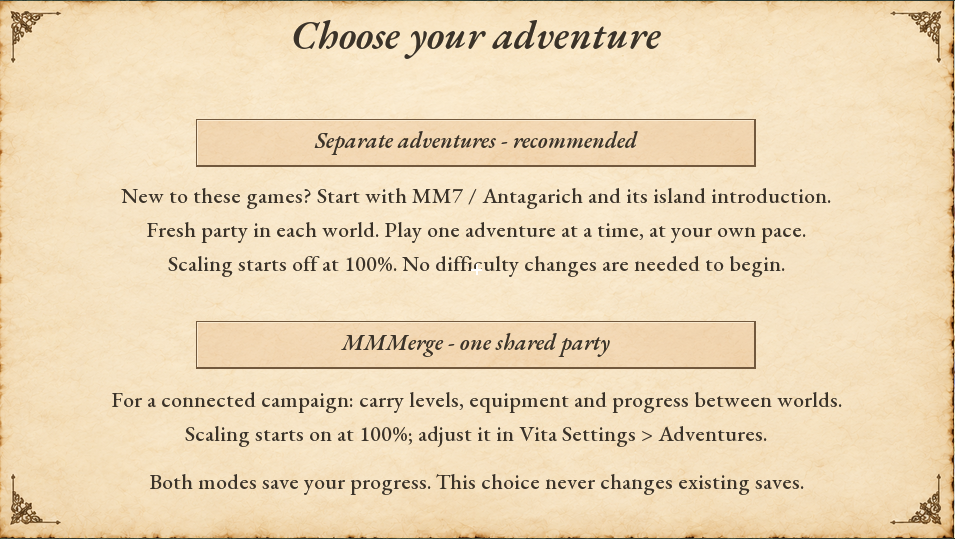 Choose your adventure
Separate adventures - recommended
New to these games? Start with MM7 / Antagarich and its island introduction.
Fresh party in each world. Play one adventure at a time, at your own pace.
Scaling starts off at 100%. No difficulty changes are needed to begin.
MMMerge - one shared party
For a connected campaign: carry levels, equipment and progress between worlds.
Scaling starts on at 100%; adjust it in Vita Settings > Adventures.
Both modes save your progress. This choice never changes existing saves.